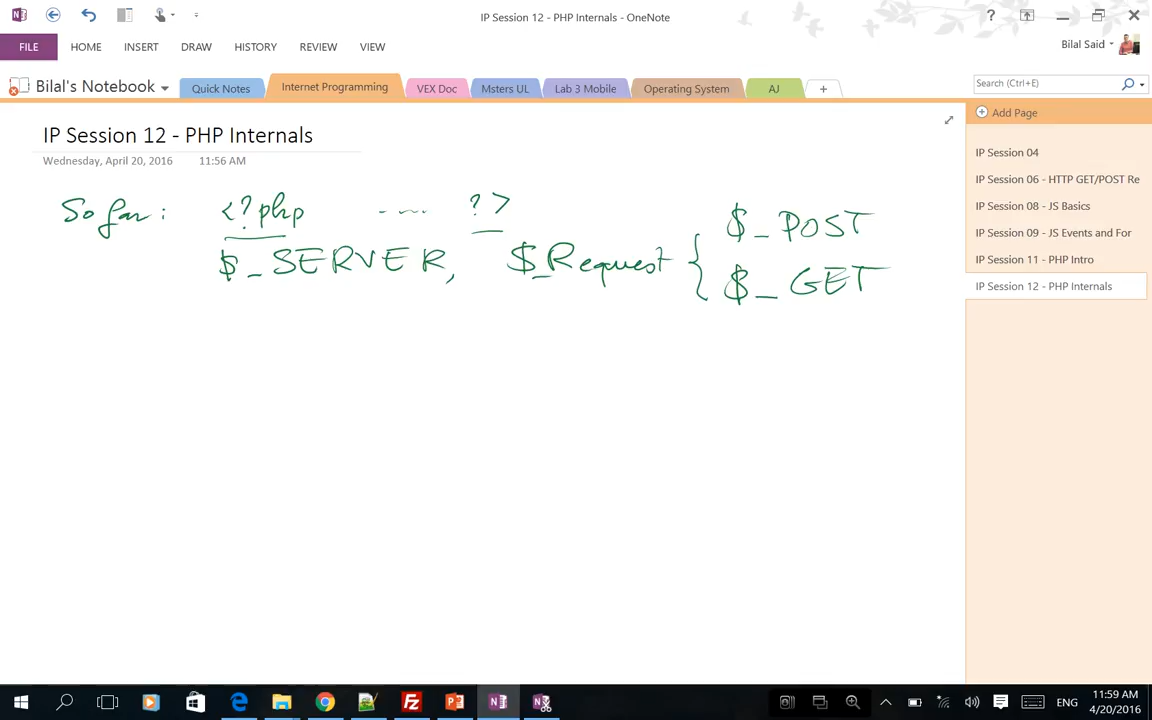 IP Session 12 - PHP Internals - OneNote
?
Bilal Said
FILE HOME INSERT DRAW HISTORY REVIEW VIEW
Bilal's Notebook
Quick Notes Internet Programming VEX Doc Msters UL Lab 3 Mobile Operating System AJ +
Search (Ctrl+E)
Add Page
IP Session 04
IP Session 06 - HTTP GET/POST Re
IP Session 08 - JS Basics
IP Session 09 - JS Events and For
IP Session 11 - PHP Intro
IP Session 12 - PHP Internals
IP Session 12 - PHP Internals
Wednesday, April 20, 2016 11:56 AM
So far: <?php ---- ?>
$_SERVER, $_Request { $_POST
$_GET
ENG
11:59 AM
4/20/2016